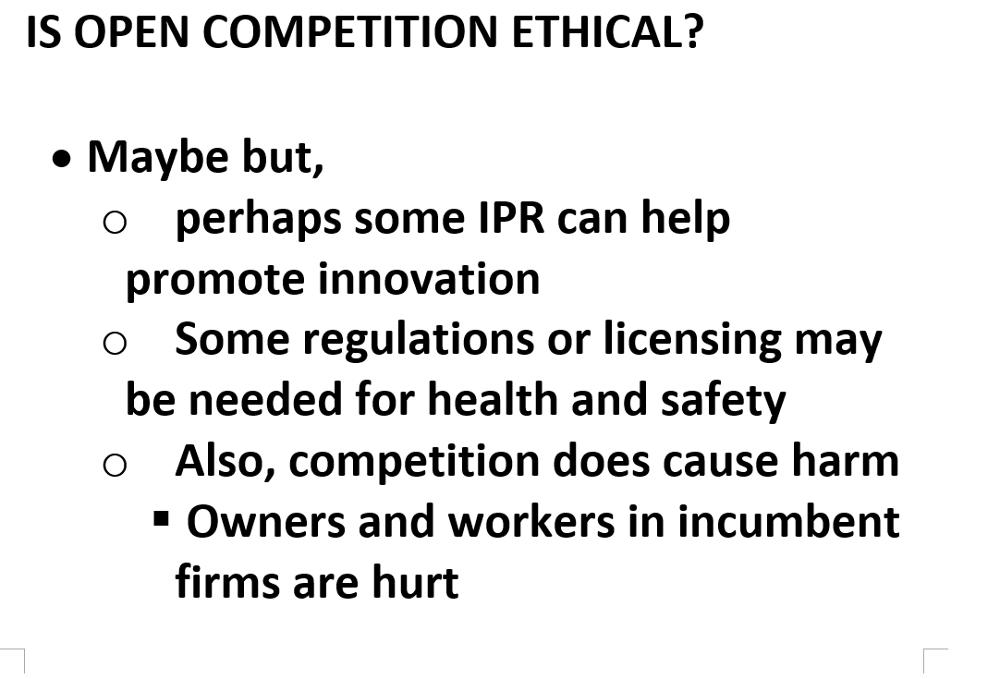 IS OPEN COMPETITION ETHICAL?
• Maybe but,
o perhaps some IPR can help
promote innovation
o Some regulations or licensing may
be needed for health and safety
o Also, competition does cause harm
▪ Owners and workers in incumbent
firms are hurt